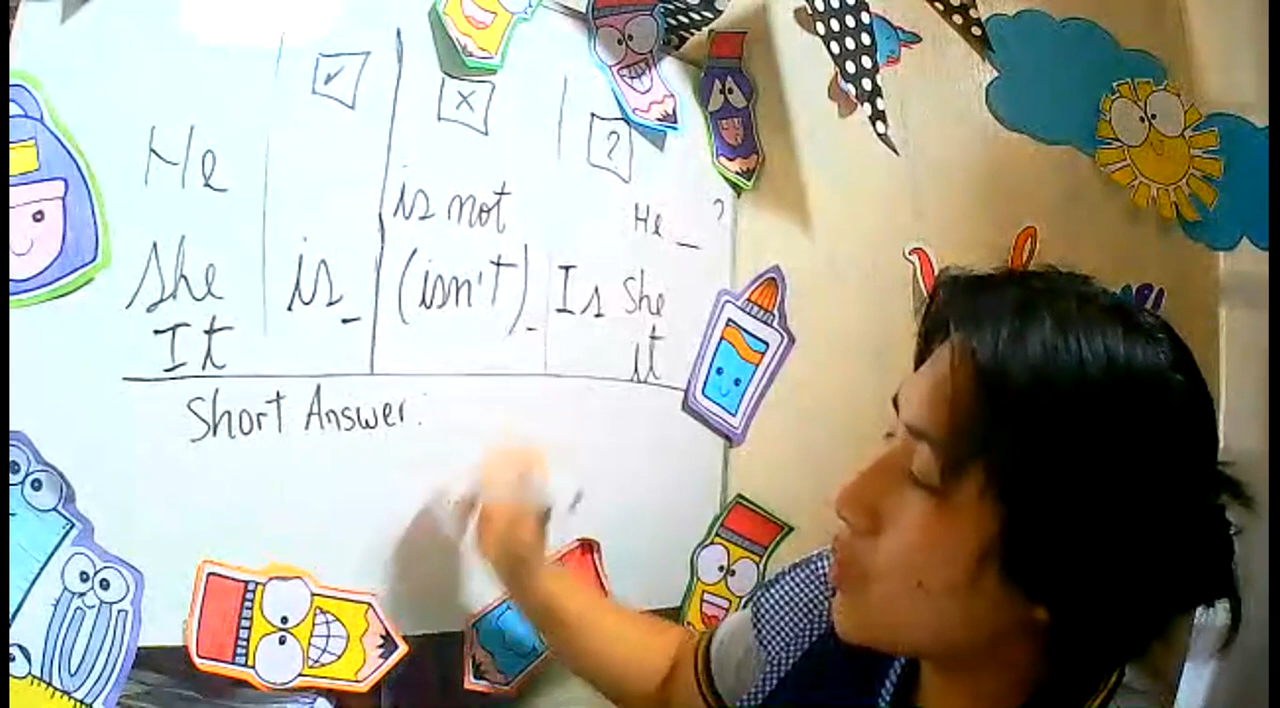 ✓
×
?
He
is not
He _ ?
She
is _
(isn't) _
Is She
It
it
Short Answer: